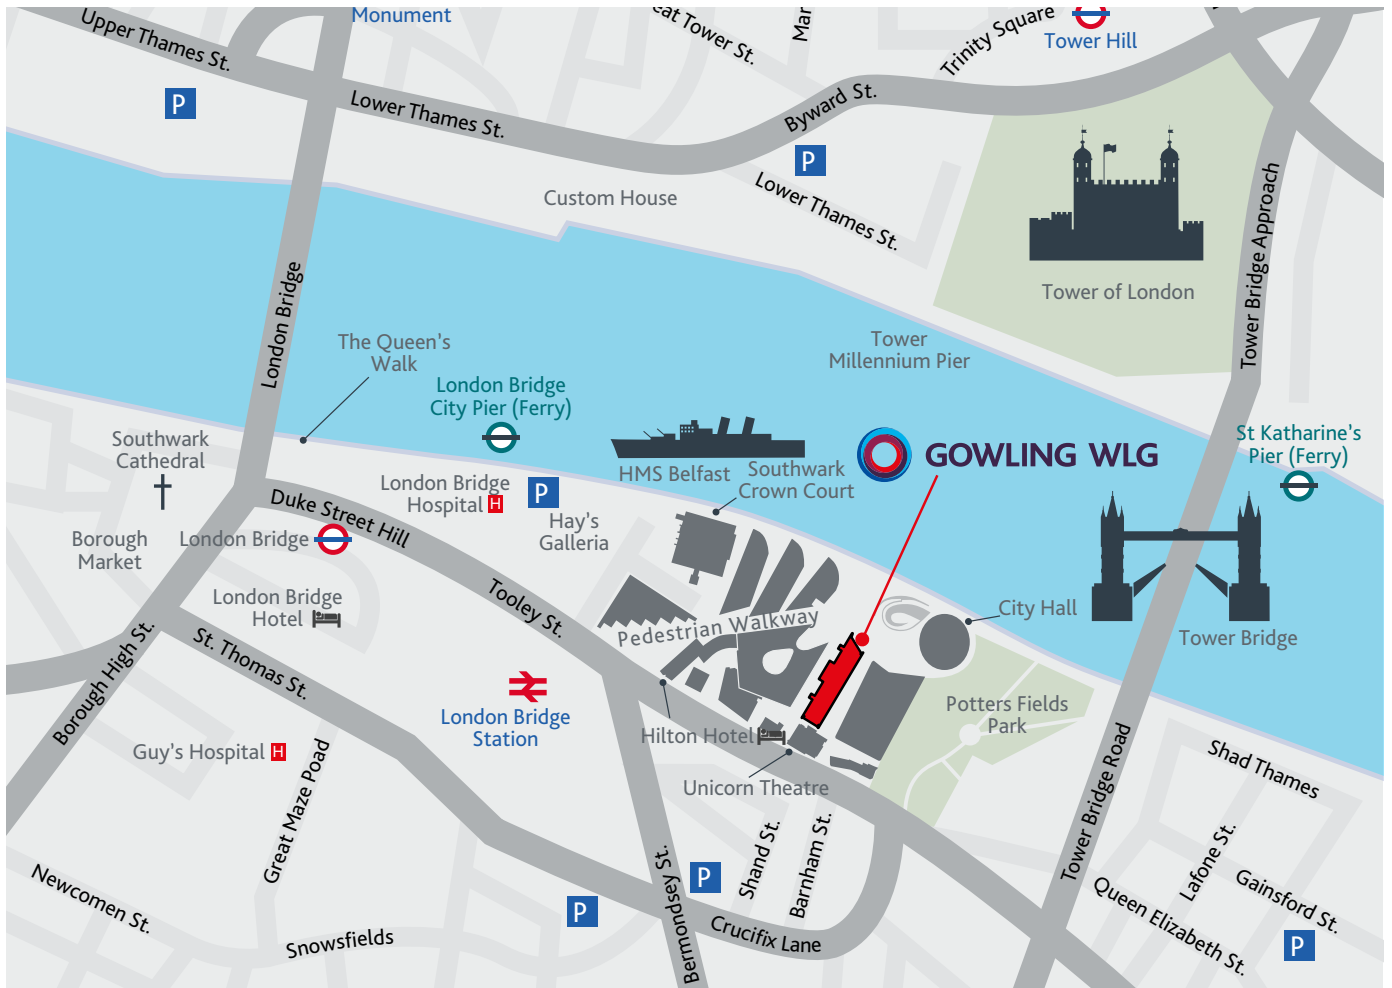 Monument
Upper Thames St.
eat Tower St.
Mar
Trinity Square
Tower Hill
P
Lower Thames St.
Byward St.
P
Lower Thames St.
Custom House
Tower of London
Tower Bridge Approach
London Bridge
The Queen's
Walk
Tower
Millennium Pier
London Bridge
City Pier (Ferry)
Southwark
Cathedral
HMS Belfast
Southwark
Crown Court
GOWLING WLG
St Katharine's
Pier (Ferry)
London Bridge
Hospital H
P
Hay's
Galleria
Duke Street Hill
Borough
Market
London Bridge
London Bridge
Hotel
Tooley St.
Pedestrian Walkway
City Hall
Tower Bridge
Borough High St.
St. Thomas St.
London Bridge
Station
Guy's Hospital H
Hilton Hotel
Unicorn Theatre
Potters Fields
Park
Great Maze Poad
Tower Bridge Road
Shad Thames
Lafone St.
Gainsford St.
Queen Elizabeth St.
P
Newcomen St.
Snowsfields
P
Bermondsey St.
P
Shand St.
Barnham St.
Crucifix Lane